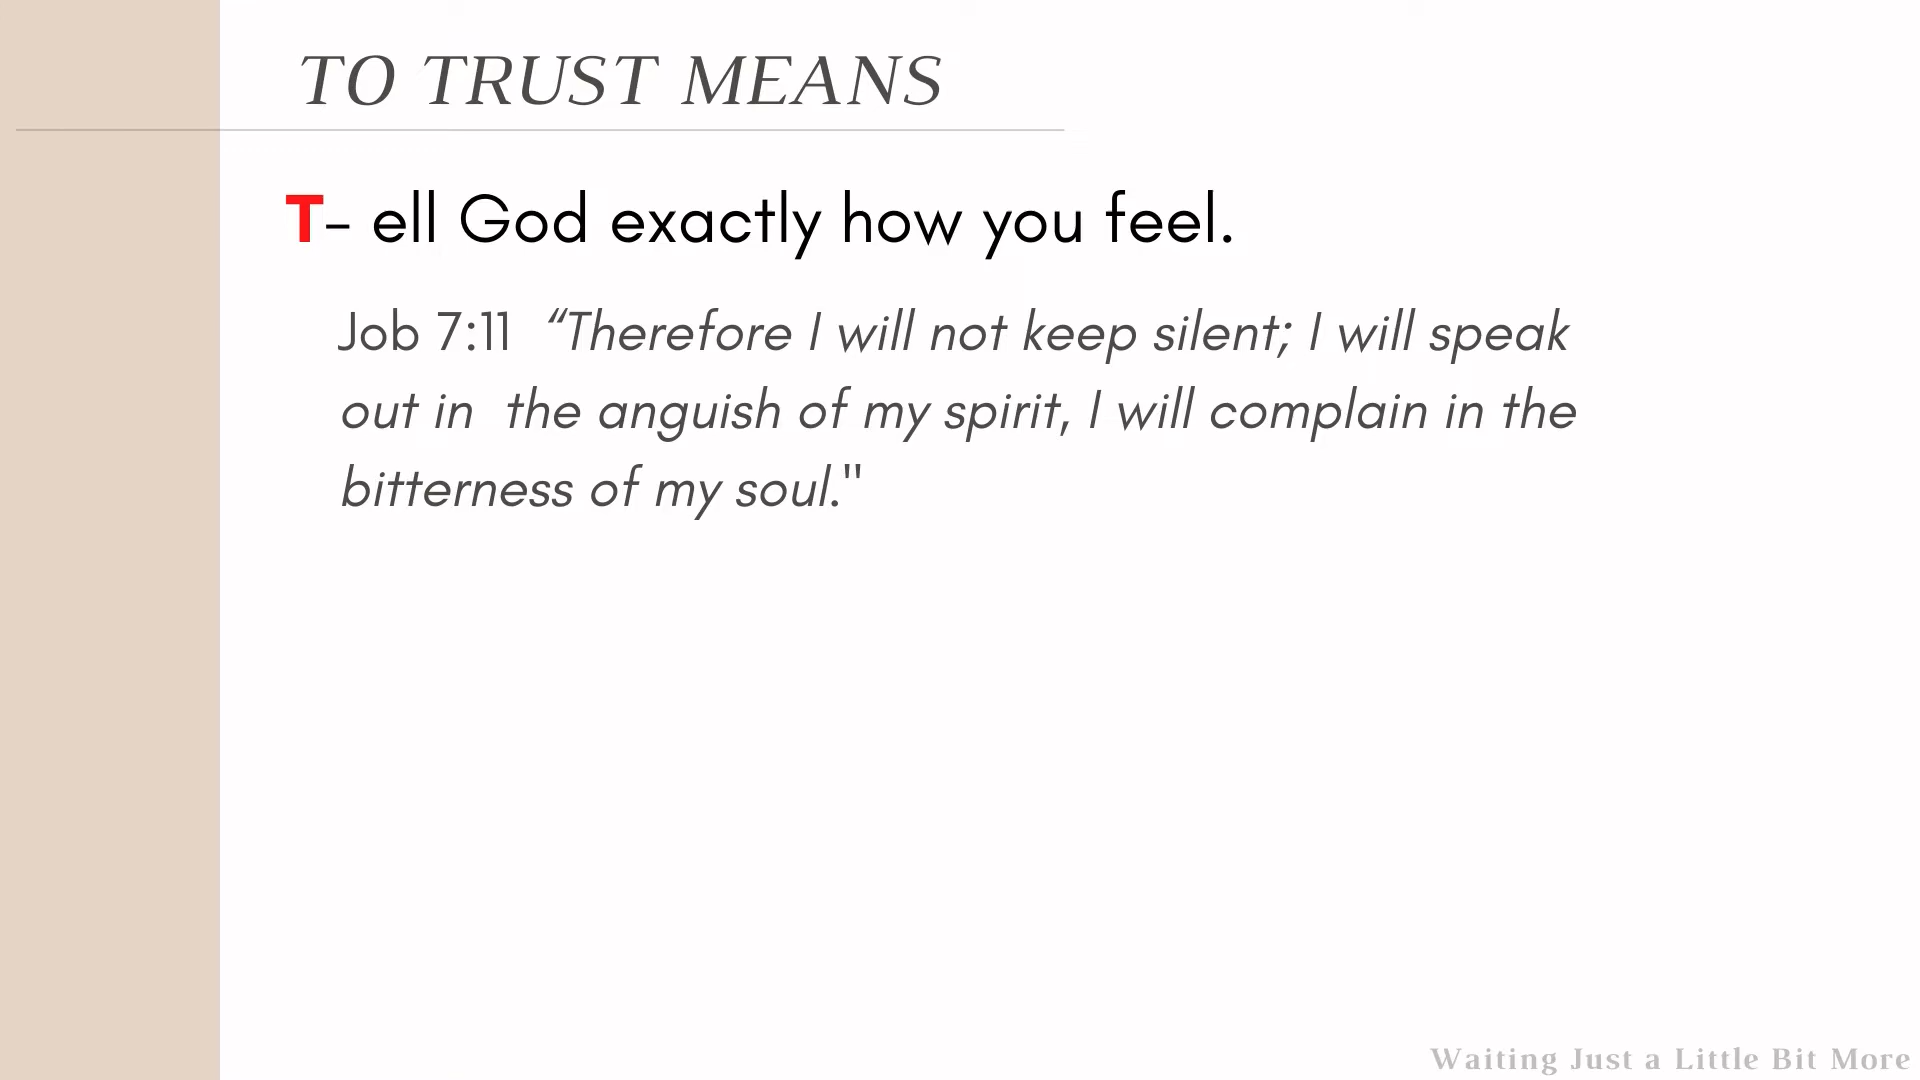 TO TRUST MEANS
T- ell God exactly how you feel.
Job 7:11  “Therefore I will not keep silent; I will speak
out in  the anguish of my spirit, I will complain in the
bitterness of my soul."
Waiting Just a Little Bit More